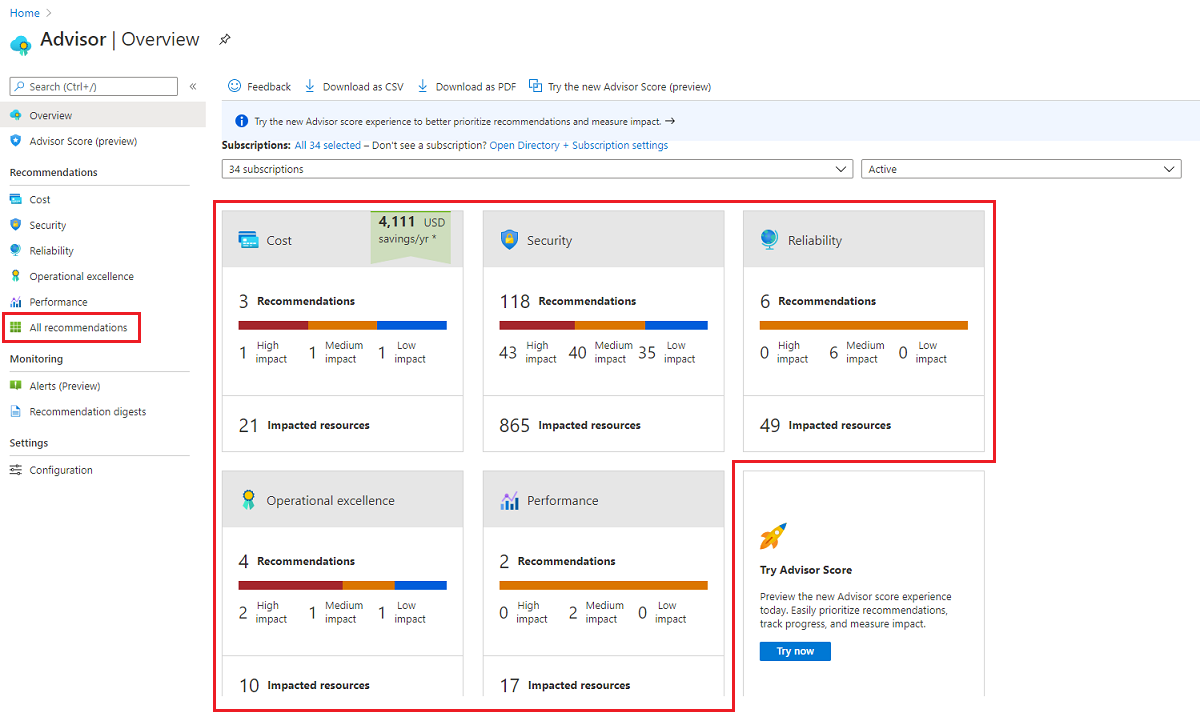 Home
Advisor | Overview
Search (Ctrl+/)
«
Overview
Advisor Score (preview)
Recommendations
Cost
Security
Reliability
Operational excellence
Performance
All recommendations
Monitoring
Alerts (Preview)
Recommendation digests
Settings
Configuration
Feedback
Download as CSV
Download as PDF
Try the new Advisor Score (preview)
Try the new Advisor score experience to better prioritize recommendations and measure impact. →
Subscriptions: All 34 selected – Don't see a subscription? Open Directory + Subscription settings
34 subscriptions
Active
Cost
4,111 USD
savings/yr *
3 Recommendations
1 High impact
1 Medium impact
1 Low impact
21 Impacted resources
Security
118 Recommendations
43 High impact
40 Medium impact
35 Low impact
865 Impacted resources
Reliability
6 Recommendations
0 High impact
6 Medium impact
0 Low impact
49 Impacted resources
Operational excellence
4 Recommendations
2 High impact
1 Medium impact
1 Low impact
10 Impacted resources
Performance
2 Recommendations
0 High impact
2 Medium impact
0 Low impact
17 Impacted resources
Try Advisor Score
Preview the new Advisor score experience
today. Easily prioritize recommendations,
track progress, and measure impact.
Try now